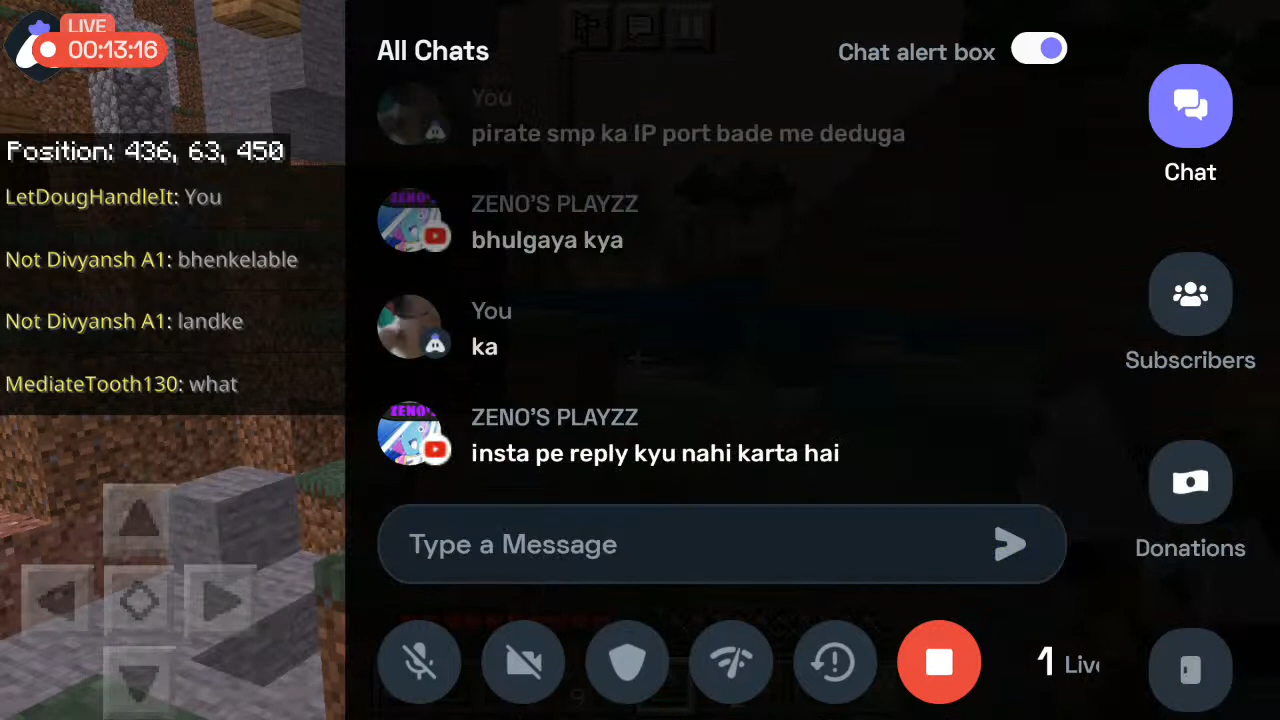 LIVE
00:13:16
Position: 436, 63, 450
LetDougHandleIt: You
Not Divyansh A1: bhenkelable
Not Divyansh A1: landke
MediateTooth130: what
All Chats
Chat alert box
You
pirate smp ka IP port bade me deduga
ZENO'S PLAYZZ
bhulgaya kya
You
ka
ZENO'S PLAYZZ
insta pe reply kyu nahi karta hai
Type a Message
1 Live
Chat
Subscribers
Donations